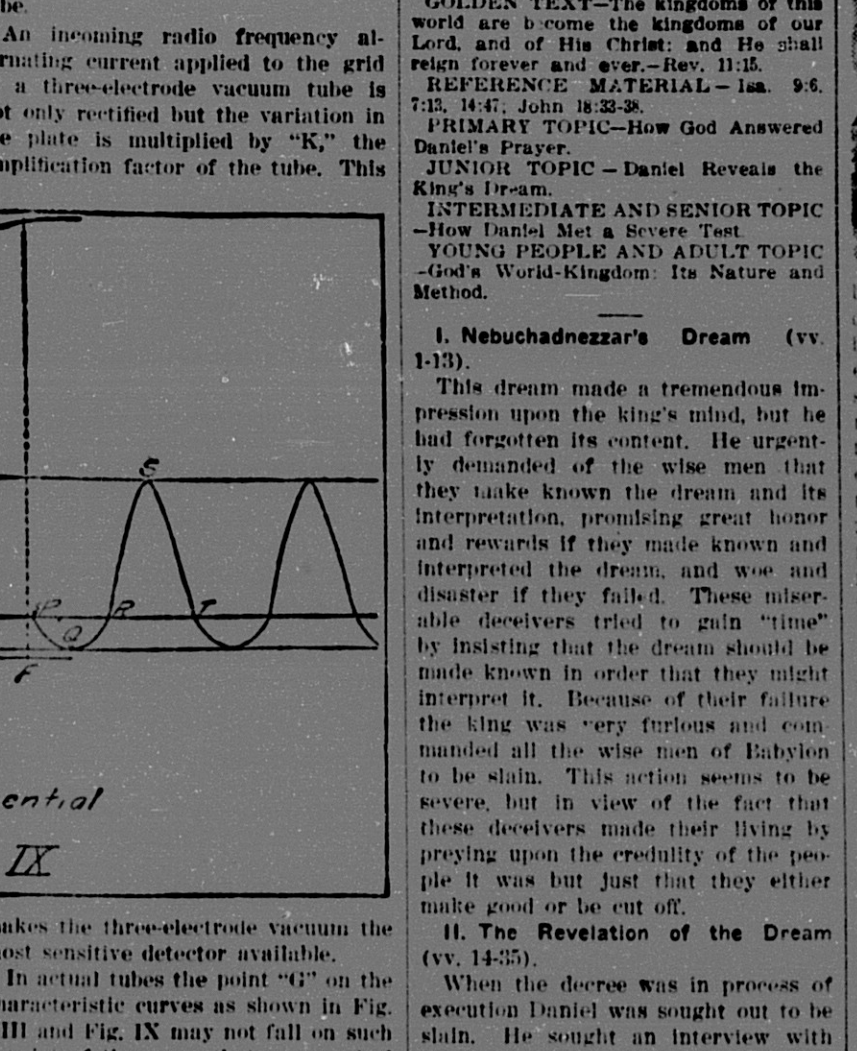 be.
An incoming radio frequency al-
rnating current applied to the grid
a three-electrode vacuum tube is
ot only rectified but the variation in
e plate is multiplied by “K,” the
mplification factor of the tube. This
S
P
R
T
Q
F
ential
IX
akes the three-electrode vacuum the
ost sensitive detector available.
In actual tubes the point “G” on the
haracteristic curves as shown in Fig.
III and Fig. IX may not fall on such
GOLDEN TEXT—The kingdoms of this
world are become the kingdoms of our
Lord, and of His Christ: and He shall
reign forever and ever.—Rev. 11:15.
REFERENCE MATERIAL—Isa. 9:6,
7:13, 14:47; John 18:33-38.
PRIMARY TOPIC—How God Answered
Daniel's Prayer.
JUNIOR TOPIC — Daniel Reveals the
King's Dream.
INTERMEDIATE AND SENIOR TOPIC
—How Daniel Met a Severe Test.
YOUNG PEOPLE AND ADULT TOPIC
—God's World-Kingdom: Its Nature and
Method.
I. Nebuchadnezzar's Dream (vv.
1-13).
This dream made a tremendous im-
pression upon the king's mind, but he
had forgotten its content. He urgent-
ly demanded of the wise men that
they make known the dream and its
interpretation, promising great honor
and rewards if they made known and
interpreted the dream, and woe and
disaster if they failed. These miser-
able deceivers tried to gain “time”
by insisting that the dream should be
made known in order that they might
interpret it. Because of their failure
the king was very furious and com-
manded all the wise men of Babylon
to be slain. This action seems to be
severe, but in view of the fact that
these deceivers made their living by
preying upon the credulity of the peo-
ple it was but just that they either
make good or be cut off.
II. The Revelation of the Dream
(vv. 14-35).
When the decree was in process of
execution Daniel was sought out to be
slain. He sought an interview with